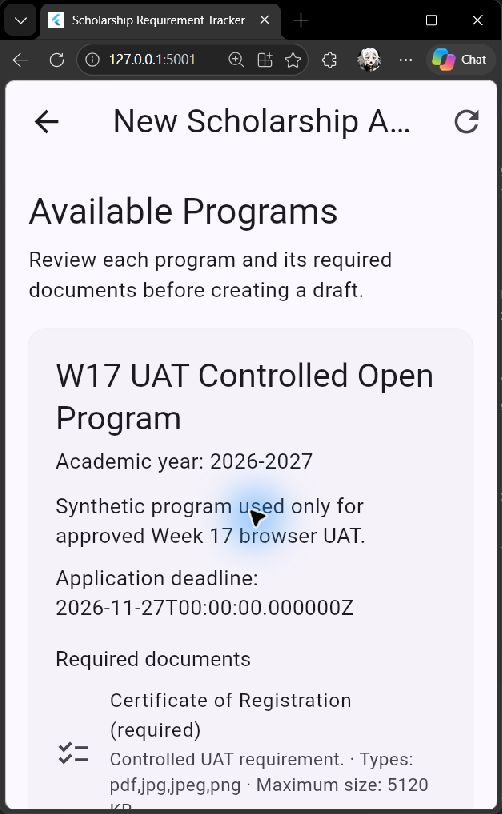 Scholarship Requirement Tracker
127.0.0.1:5001
Chat
New Scholarship A...
Available Programs
Review each program and its required
documents before creating a draft.
W17 UAT Controlled Open
Program
Academic year: 2026-2027
Synthetic program used only for
approved Week 17 browser UAT.
Application deadline:
2026-11-27T00:00:00.000000Z
Required documents
Certificate of Registration
(required)
Controlled UAT requirement. · Types:
pdf,jpg,jpeg,png · Maximum size: 5120
KB